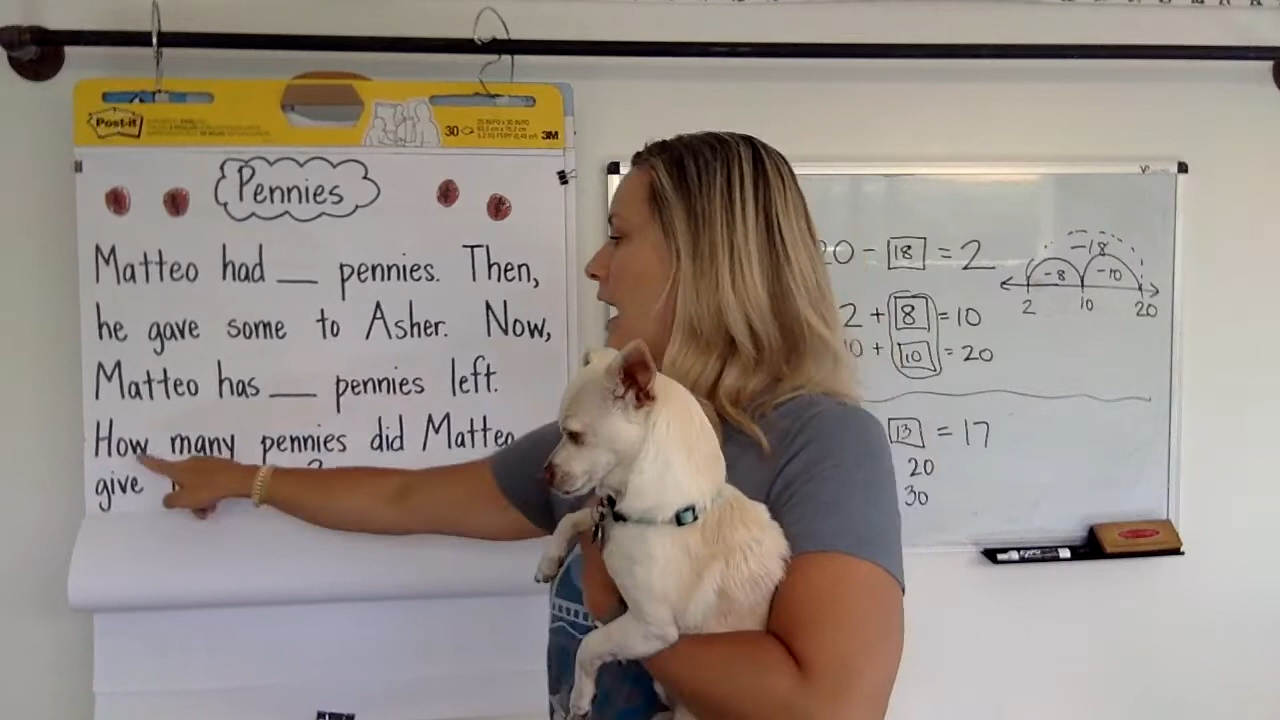 Post-it
30
3M
Pennies
Matteo had __ pennies. Then,
he gave some to Asher. Now,
Matteo has __ pennies left.
How many pennies did Matteo
give
20 - 18 = 2
2 + 8 = 10
10 + 10 = 20
-18
-8 -10
2 10 20
13 = 17
20
30